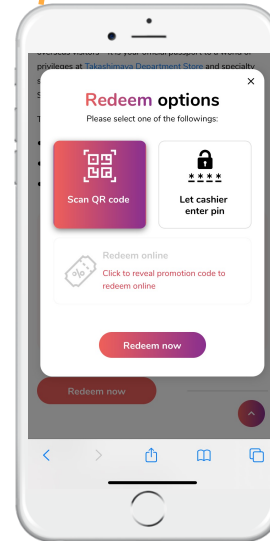 overseas visitors – it is your official passport to a world of
privileges at Takashimaya Department Store and specialty
Redeem options
Please select one of the followings:
Scan QR code
****
Let cashier
enter pin
Redeem online
Click to reveal promotion code to
redeem online
Redeem now
Redeem now